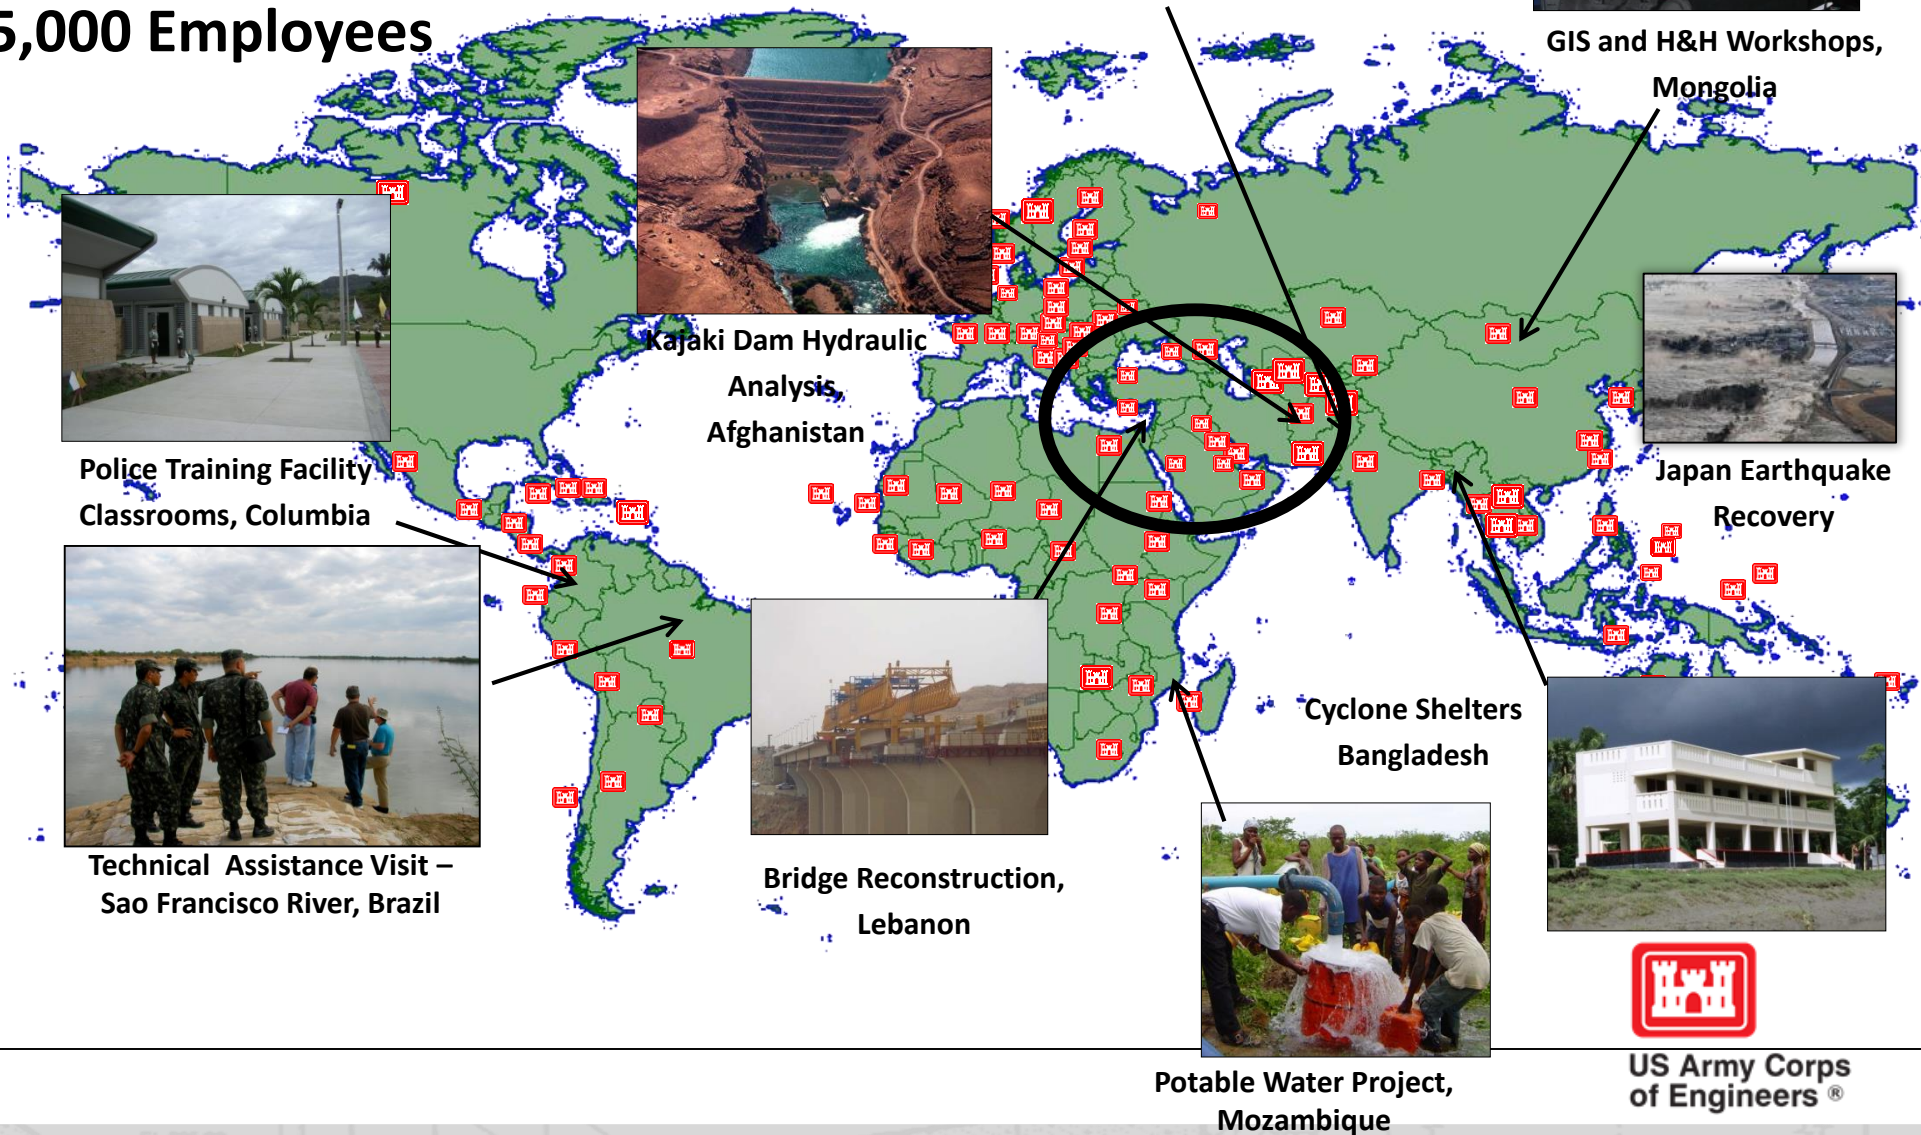 5,000 Employees
GIS and H&H Workshops,
Mongolia
Kajaki Dam Hydraulic
Analysis,
Afghanistan
Police Training Facility
Classrooms, Columbia
Japan Earthquake
Recovery
Technical Assistance Visit –
Sao Francisco River, Brazil
Bridge Reconstruction,
Lebanon
Cyclone Shelters
Bangladesh
Potable Water Project,
Mozambique
US Army Corps
of Engineers ®